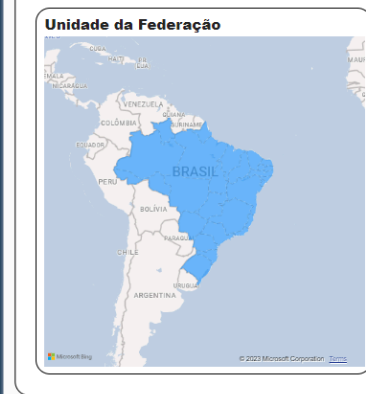 Unidade da Federação
CUBA
HAITI
NICARÁGUA
VENEZUELA
GUIANA
COLÔMBIA
SURINAME
EQUADOR
BRASIL
PERU
BOLÍVIA
PARAGUAI
CHILE
ARGENTINA
URUGUAI
Microsoft Bing
© 2023 Microsoft Corporation Terms